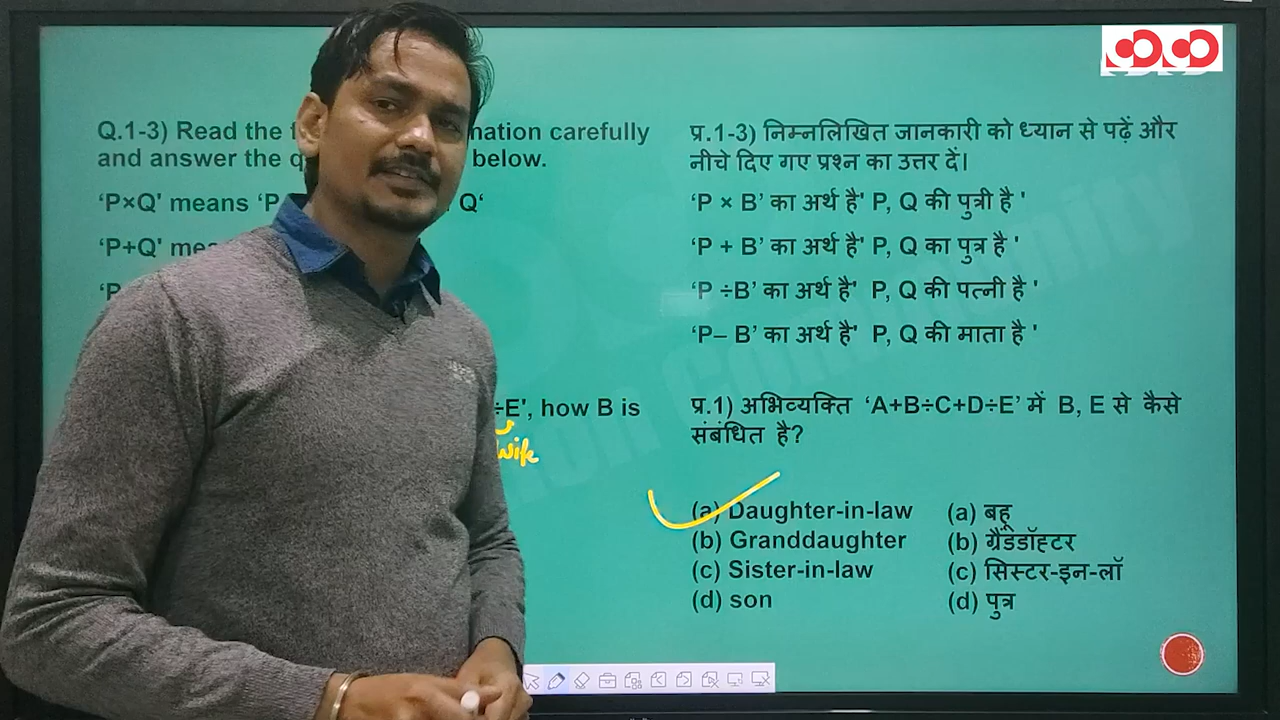 Q.1-3) Read the f mation carefully
and answer the q below.
'P×Q' means 'P Q'
'P+Q' mea
÷E', how B is
Wife
प्र.1-3) निम्नलिखित जानकारी को ध्यान से पढ़ें और
नीचे दिए गए प्रश्न का उत्तर दें।
'P × B' का अर्थ है' P, Q की पुत्री है '
'P + B' का अर्थ है' P, Q का पुत्र है '
'P ÷B' का अर्थ है' P, Q की पत्नी है '
'P– B' का अर्थ है' P, Q की माता है '
प्र.1) अभिव्यक्ति 'A+B÷C+D÷E' में B, E से कैसे
संबंधित है?
(a) Daughter-in-law (a) बहू
(b) Granddaughter (b) ग्रैंडडॉह्टर
(c) Sister-in-law (c) सिस्टर-इन-लॉ
(d) son (d) पुत्र